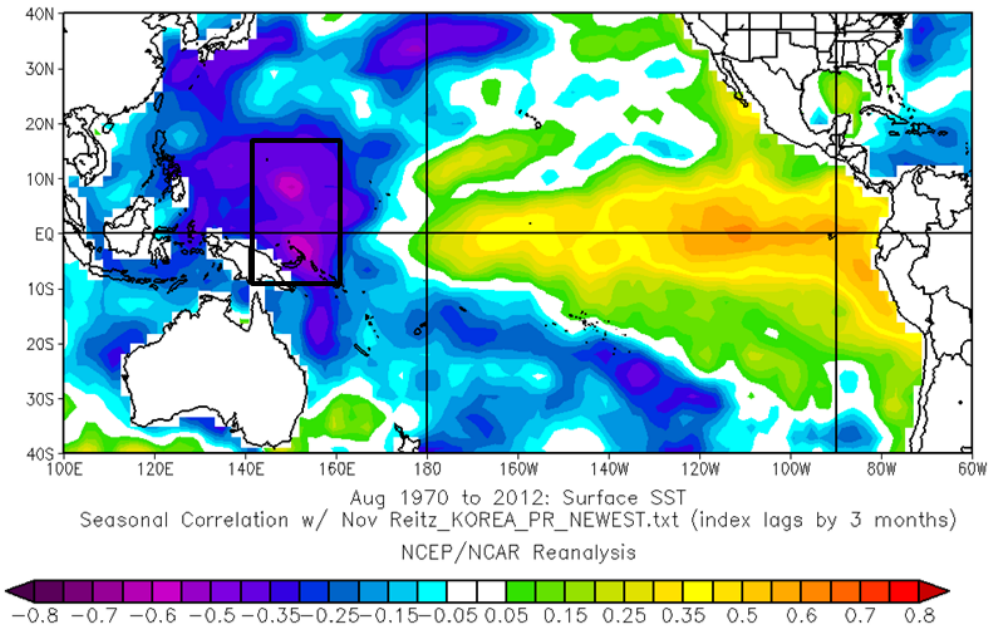 40N
30N
20N
10N
EQ
10S
20S
30S
40S
100E 120E 140E 160E 180 160W 140W 120W 100W 80W 60W
Aug 1970 to 2012: Surface SST
Seasonal Correlation w/ Nov Reitz_KOREA_PR_NEWEST.txt (index lags by 3 months)
NCEP/NCAR Reanalysis
-0.8 -0.7 -0.6 -0.5 -0.35 -0.25 -0.15 -0.05 0.05 0.15 0.25 0.35 0.5 0.6 0.7 0.8